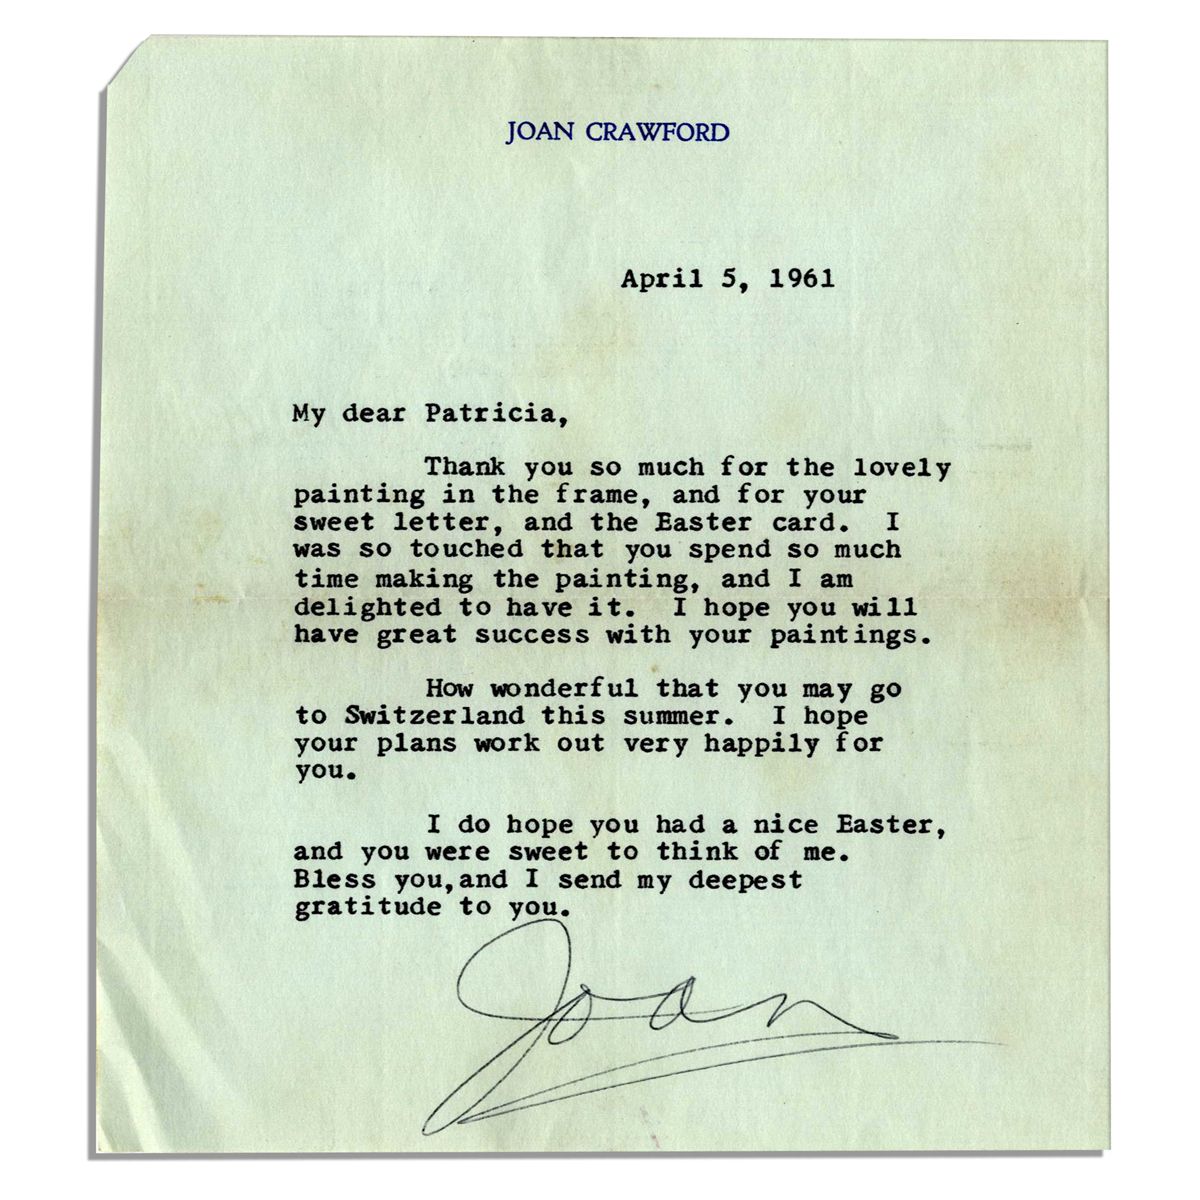 JOAN CRAWFORD
April 5, 1961
My dear Patricia,
Thank you so much for the lovely
painting in the frame, and for your
sweet letter, and the Easter card. I
was so touched that you spend so much
time making the painting, and I am
delighted to have it. I hope you will
have great success with your paintings.
How wonderful that you may go
to Switzerland this summer. I hope
your plans work out very happily for
you.
I do hope you had a nice Easter,
and you were sweet to think of me.
Bless you,and I send my deepest
gratitude to you.
Joan